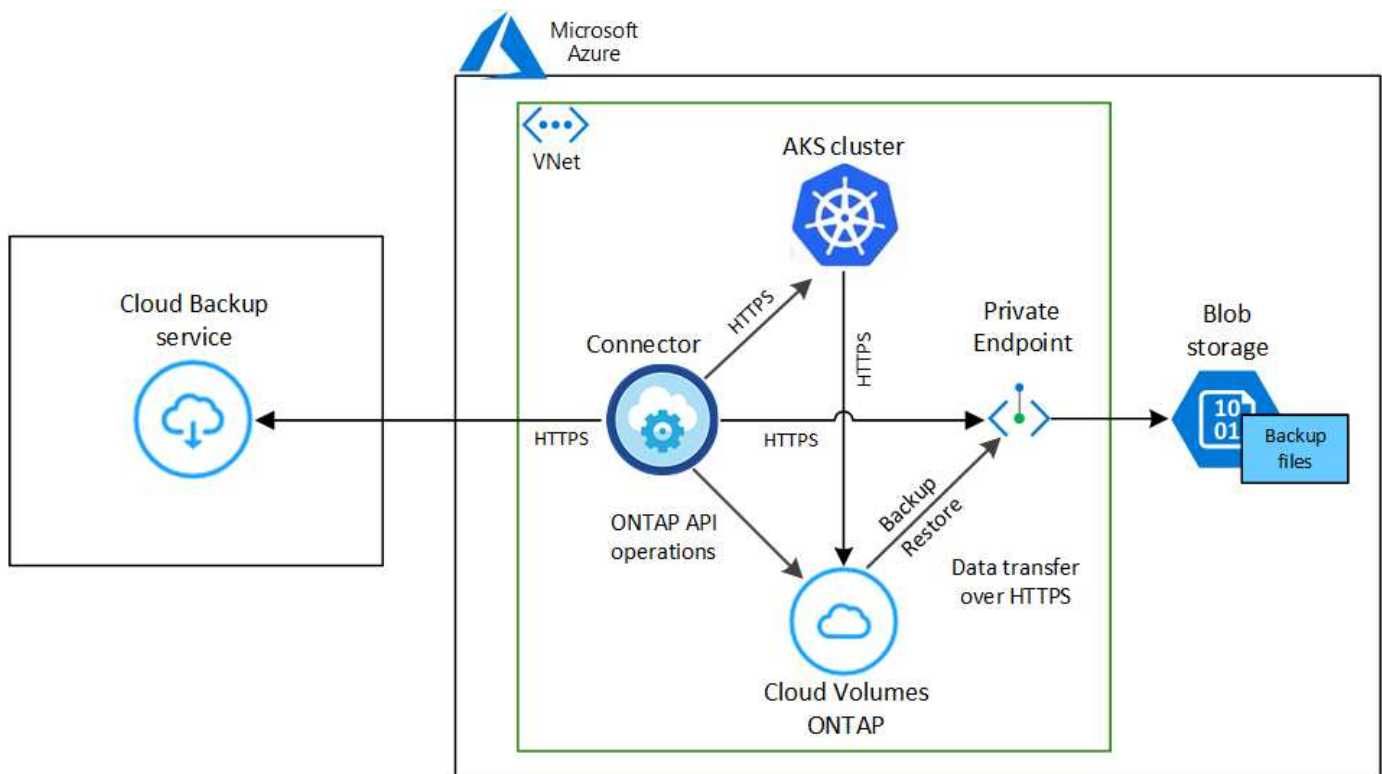 Microsoft
Azure
VNet
AKS cluster
Cloud Backup
service
Connector
HTTPS
HTTPS
Private
Endpoint
Blob
storage
10
01
Backup
files
HTTPS
HTTPS
ONTAP API
operations
Backup
Restore
Data transfer
over HTTPS
Cloud Volumes
ONTAP